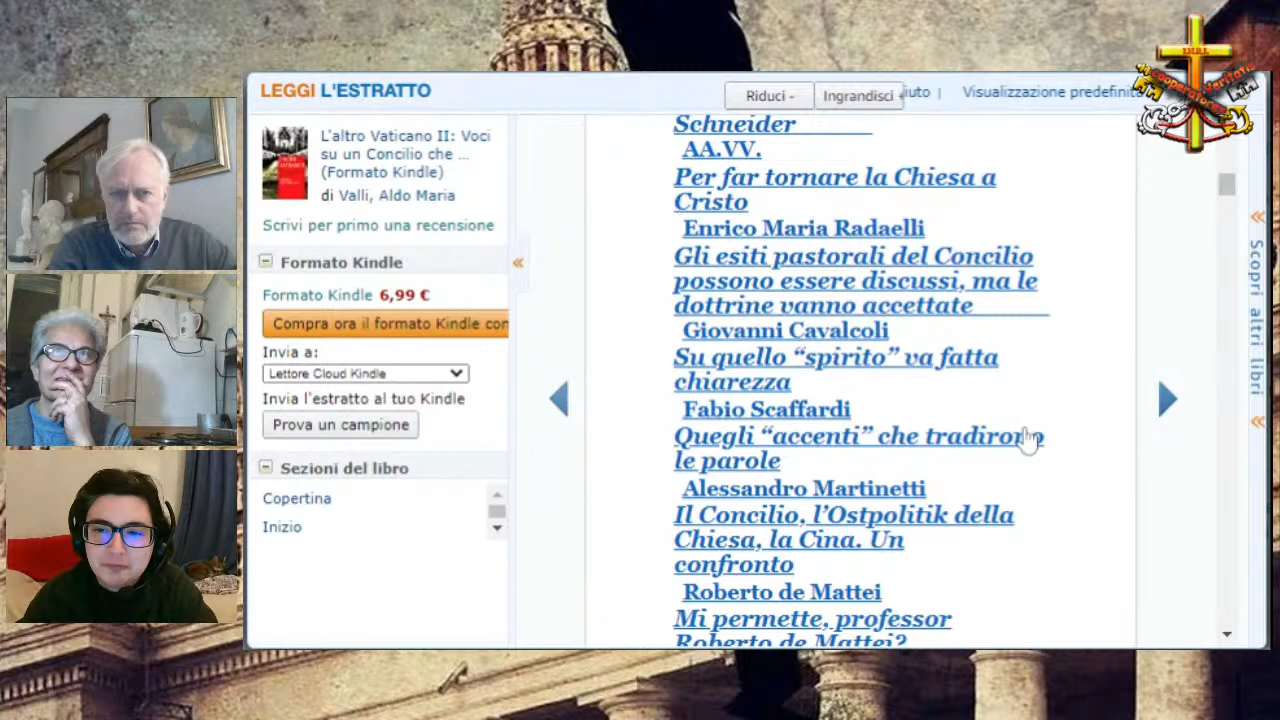 LEGGI L'ESTRATTO
Riduci -
Ingrandisci +
iuto |
Visualizzazione predefinit
I.N.R.I.
Cooperatores Veritatis
L'altro Vaticano II: Voci
su un Concilio che ...
(Formato Kindle)
di Valli, Aldo Maria
Scrivi per primo una recensione
Formato Kindle
Formato Kindle 6,99 €
Compra ora il formato Kindle con
Invia a:
Lettore Cloud Kindle
Invia l'estratto al tuo Kindle
Prova un campione
Sezioni del libro
Copertina
Inizio
«
Schneider
AA.VV.
Per far tornare la Chiesa a
Cristo
Enrico Maria Radaelli
Gli esiti pastorali del Concilio
possono essere discussi, ma le
dottrine vanno accettate
Giovanni Cavalcoli
Su quello “spirito” va fatta
chiarezza
Fabio Scaffardi
Quegli “accenti” che tradirono
le parole
Alessandro Martinetti
Il Concilio, l’Ostpolitik della
Chiesa, la Cina. Un
confronto
Roberto de Mattei
Mi permette, professor
Roberto de Mattei?
« Scopri altri libri «